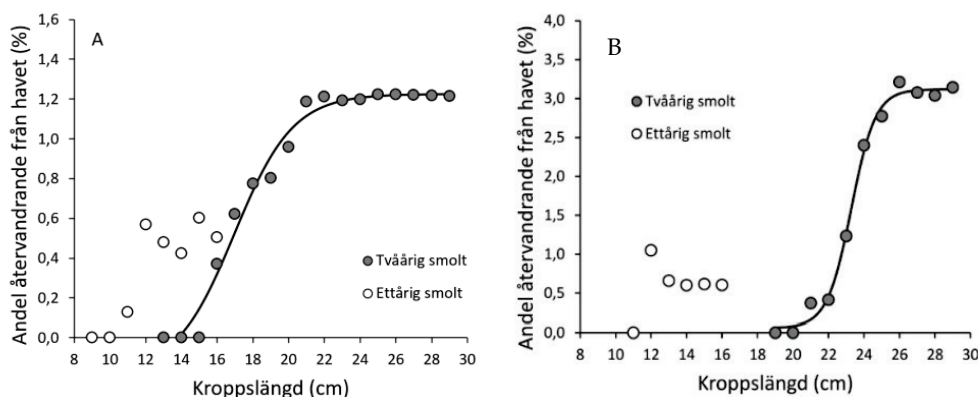 A
Andel återvandrande från havet (%)
1,6
1,4
1,2
1,0
0,8
0,6
0,4
0,2
0,0
8 10 12 14 16 18 20 22 24 26 28 30
Kroppslängd (cm)
Tvåårig smolt
Ettårig smolt
B
Andel återvandrande från havet (%)
4,0
3,5
3,0
2,5
2,0
1,5
1,0
0,5
0,0
8 10 12 14 16 18 20 22 24 26 28 30
Kroppslängd (cm)
Tvåårig smolt
Ettårig smolt